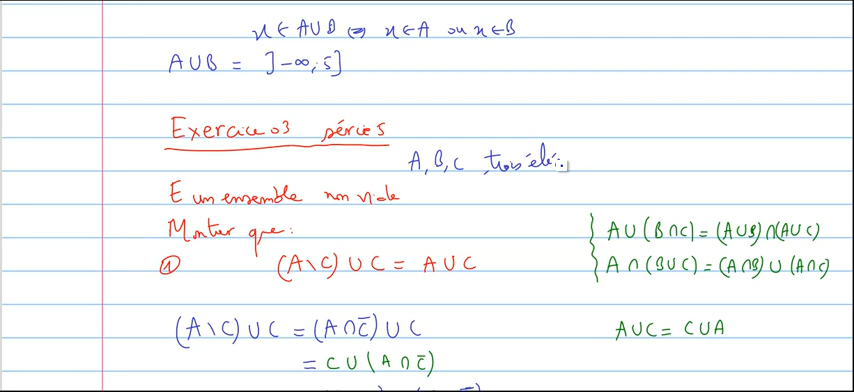 x ∈ A∪B ⇔ x ∈ A ou x ∈ B
A∪B = ]-∞, 5]
Exercice 03 série 5
A, B, C trois élé
E un ensemble non vide
Montrer que:
① (A\C) ∪ C = A∪C
A∪(B∩C) = (A∪B)∩(A∪C)
A∩(B∪C) = (A∩B)∪(A∩C)
(A\C)∪C = (A∩C̅)∪C
A∪C = C∪A
= C∪(A∩C̅)